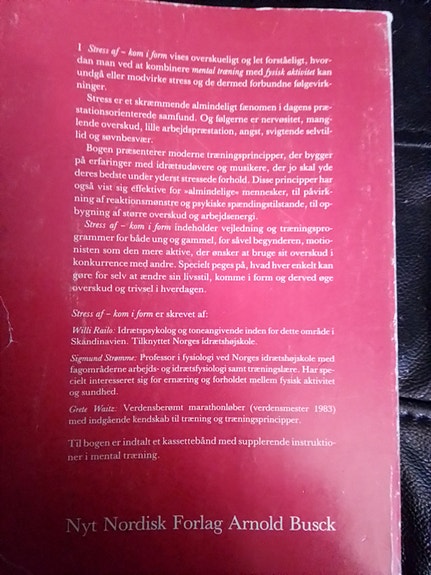 I Stress af – kom i form vises overskueligt og let forståeligt, hvor-
dan man ved at kombinere mental træning med fysisk aktivitet kan
undgå eller modvirke stress og de dermed forbundne følgevirk-
ninger.
Stress er et skræmmende almindeligt fænomen i dagens præ-
stationsorienterede samfund. Og følgerne er nervøsitet, mang-
lende overskud, lille arbejdspræstation, angst, svigtende selvtil-
lid og søvnbesvær.
Bogen præsenterer moderne træningsprincipper, der bygger
på erfaringer med idrætsudøvere og musikere, der jo skal yde
deres bedste under yderst stressede forhold. Disse principper har
også vist sig effektive for »almindelige« mennesker, til påvirk-
ning af reaktionsmønstre og psykiske spændingstilstande, til op-
bygning af større overskud og arbejdsenergi.
Stress af – kom i form indeholder vejledning og træningspro-
grammer for både ung og gammel, for såvel begynderen, motio-
nisten som den mere aktive, der ønsker at bruge sit overskud i
konkurrence med andre. Specielt peges på, hvad hver enkelt kan
gøre for selv at ændre sin livsstil, komme i form og derved øge
overskud og trivsel i hverdagen.
Stress af – kom i form er skrevet af:
Willi Railo: Idrætspsykolog og toneangivende inden for dette område i
Skandinavien. Tilknyttet Norges idrætshøjskole.
Sigmund Strømme: Professor i fysiologi ved Norges idrætshøjskole med
fagområderne arbejds- og idrætsfysiologi samt træningslære. Har spe-
cielt interesseret sig for ernæring og forholdet mellem fysisk aktivitet
og sundhed.
Grete Waitz: Verdensberømt marathonløber (verdensmester 1983)
med indgående kendskab til træning og træningsprincipper.
Til bogen er indtalt et kassettebånd med supplerende instruktio-
ner i mental træning.
Nyt Nordisk Forlag Arnold Busck